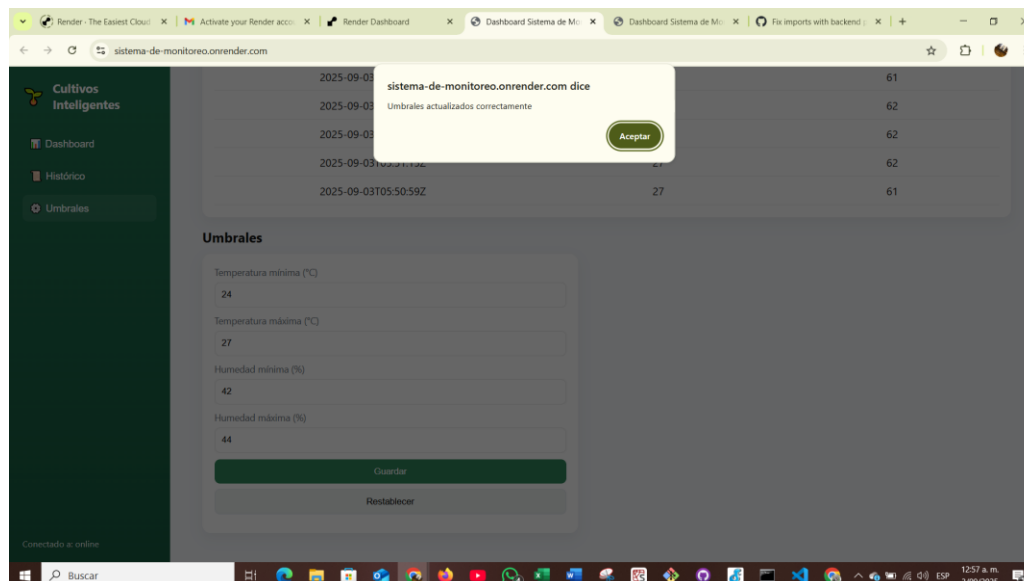 Render · The Easiest Cloud
Activate your Render acco
Render Dashboard
Dashboard Sistema de Mo
Dashboard Sistema de Mo
Fix imports with backend
sistema-de-monitoreo.onrender.com
Cultivos
Inteligentes
Dashboard
Histórico
Umbrales
Conectado a: online
sistema-de-monitoreo.onrender.com dice
Umbrales actualizados correctamente
Aceptar
2025-09-03 61
2025-09-03 62
2025-09-03 62
27 62
2025-09-03T05:50:59Z 27 61
Umbrales
Temperatura mínima (°C)
24
Temperatura máxima (°C)
27
Humedad mínima (%)
42
Humedad máxima (%)
44
Guardar
Restablecer
Buscar
ESP
12:57 a. m.